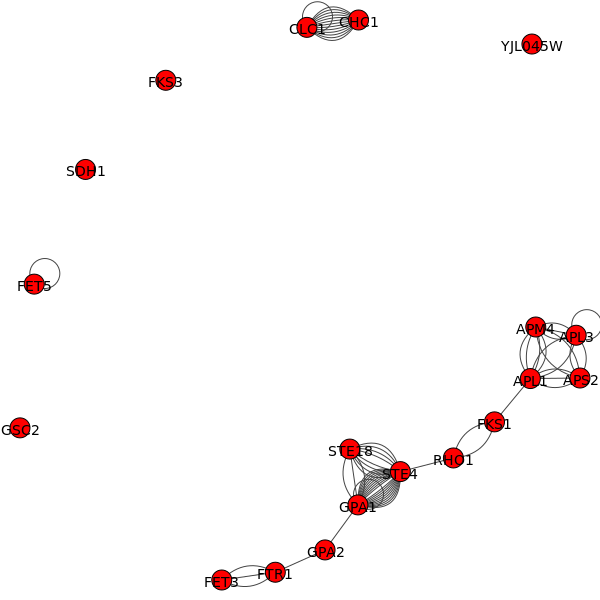 CLC1
CHC1
YJL045W
FKS3
SDH1
FET5
APM4
APL3
APL1
APS2
GSC2
FKS1
STE18
RHO1
STE4
GPA1
GPA2
FTR1
FET3